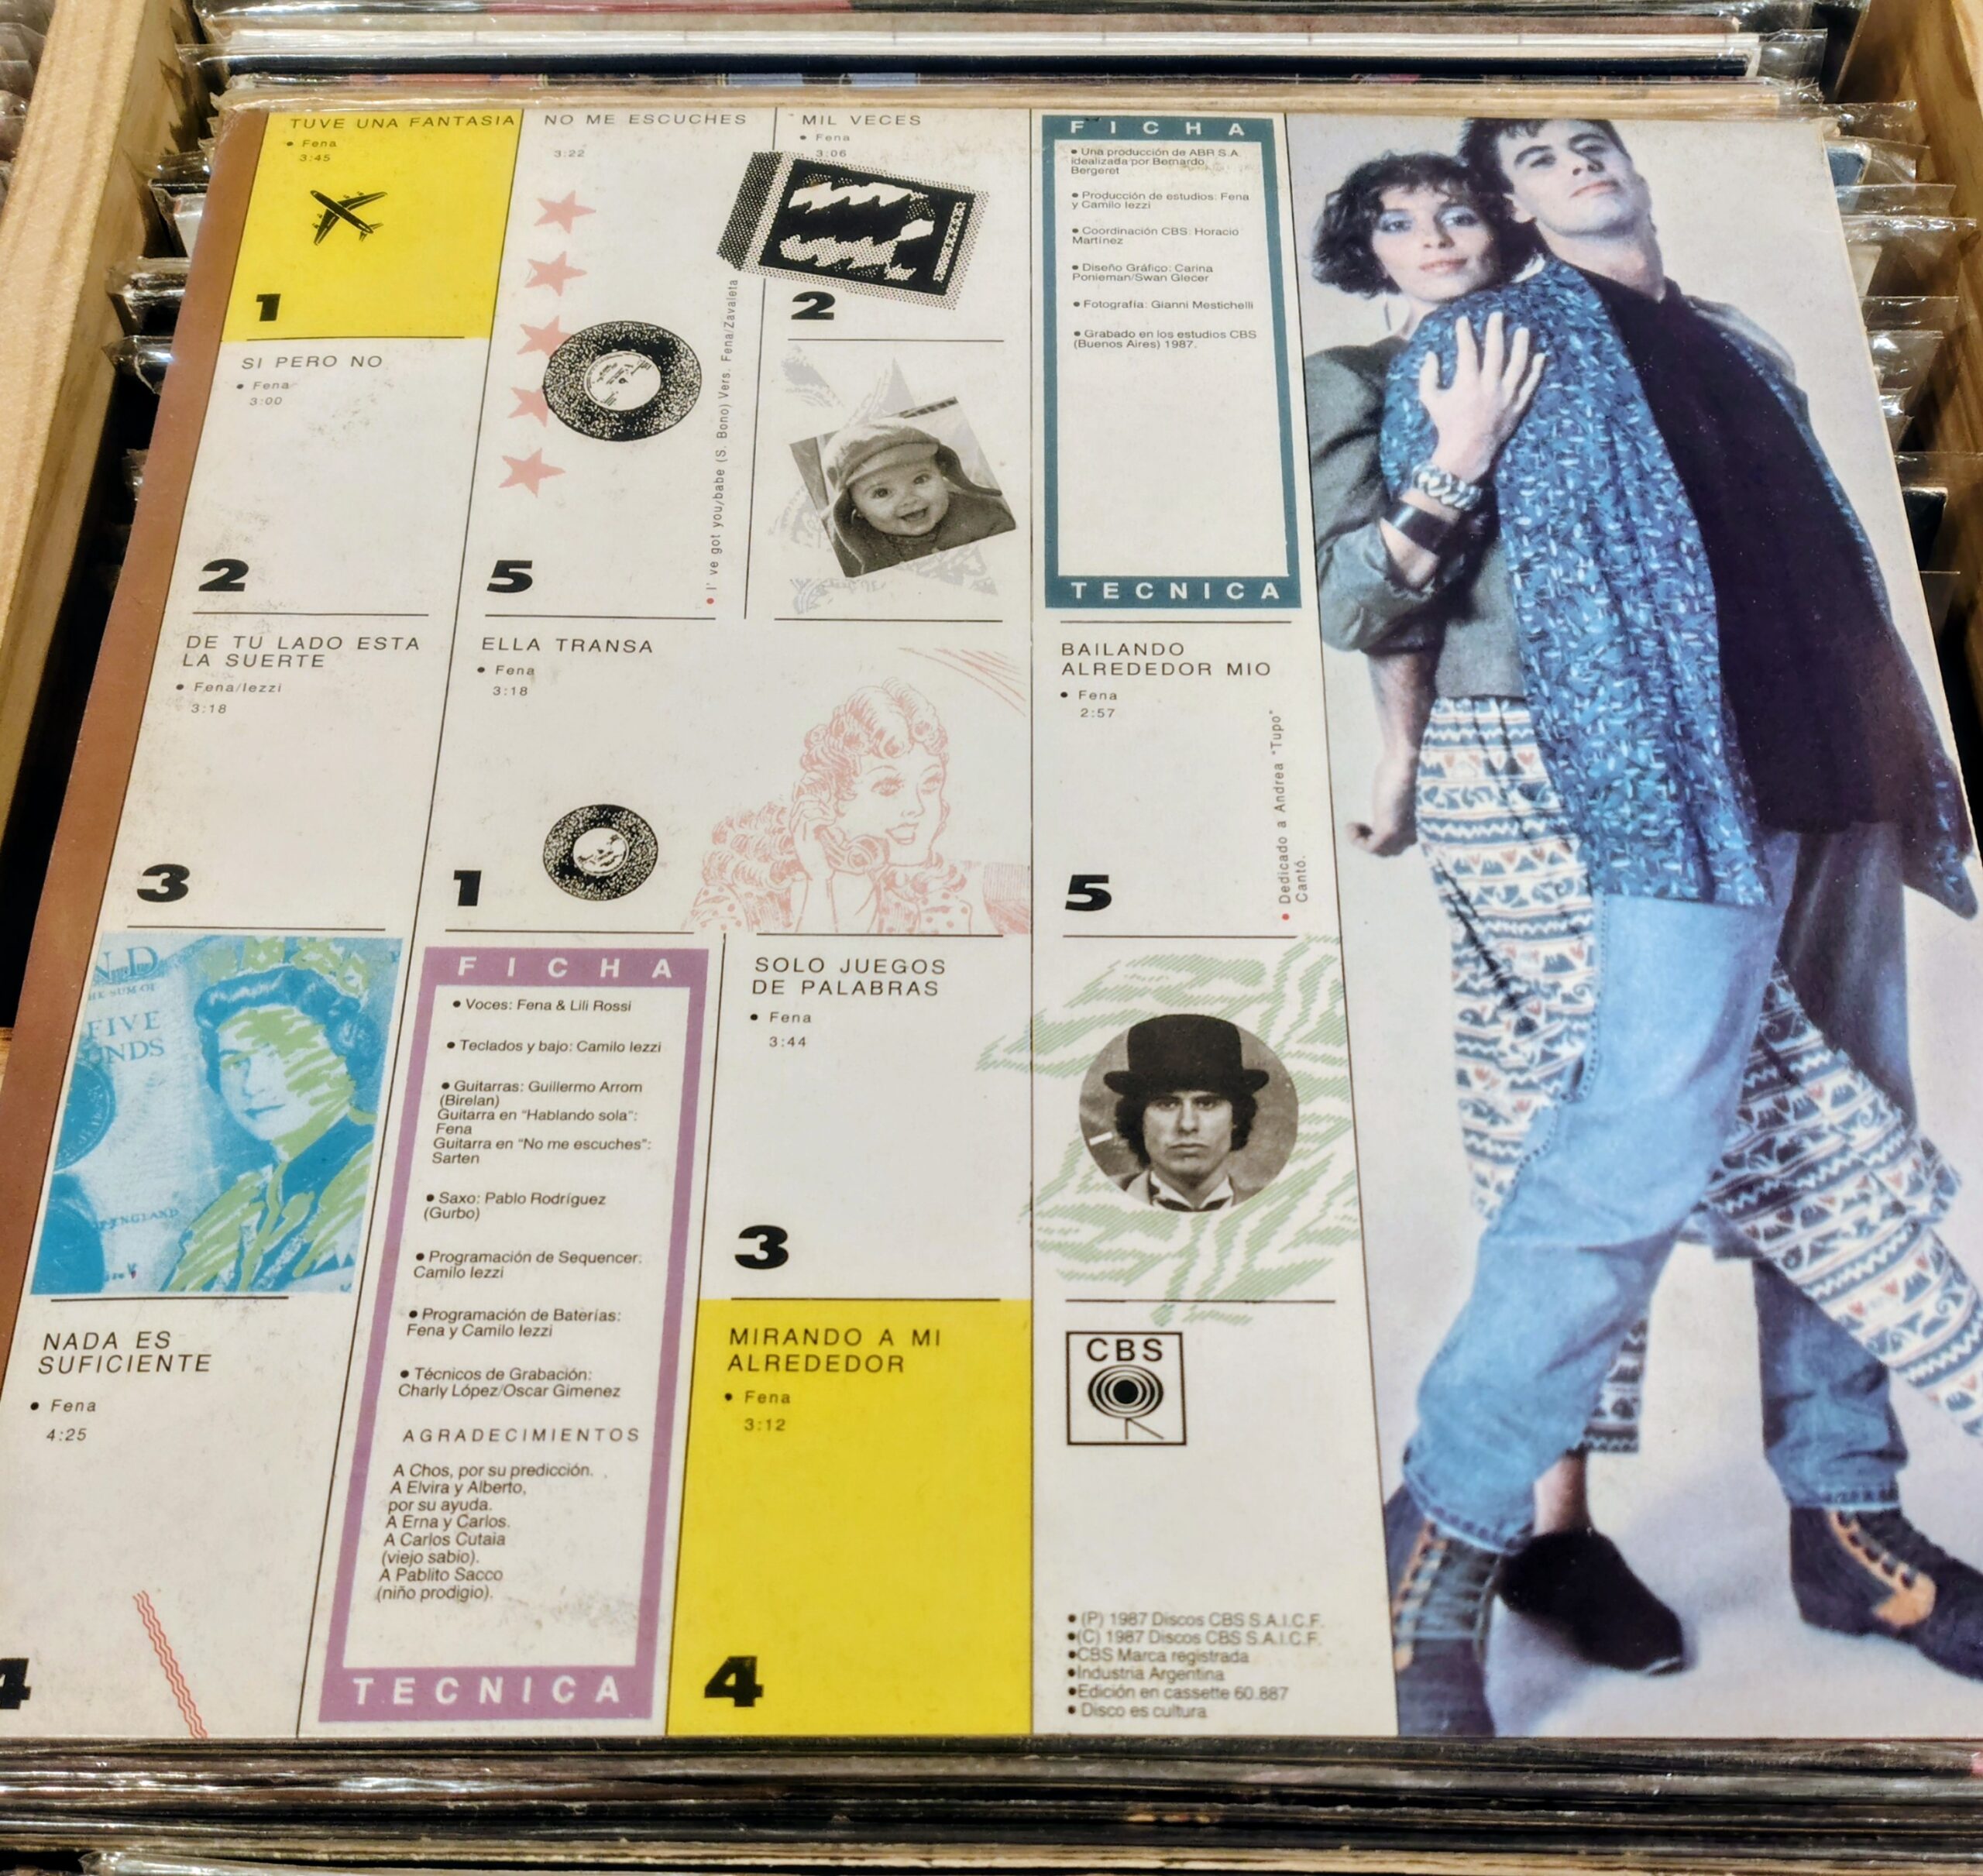 TUVE UNA FANTASIA
• Fena
3:45
1
SI PERO NO
• Fena
3:00
2
DE TU LADO ESTA
LA SUERTE
• Fena/Iezzi
3:18
3
FIVE
ENGLAND
NADA ES
SUFICIENTE
• Fena
4:25
4
NO ME ESCUCHES
3:22
• I' ve got you/babe (S. Bono) Vers. Fena/Zavaleta
5
ELLA TRANSA
• Fena
3:18
1
FICHA
• Voces: Fena & Lili Rossi
• Teclados y bajo: Camilo Iezzi
• Guitarras: Guillermo Arrom
(Birelan)
Guitarra en "Hablando sola":
Fena
Guitarra en "No me escuches":
Sarten
• Saxo: Pablo Rodríguez
(Gurbo)
• Programación de Sequencer:
Camilo Iezzi
• Programación de Baterías:
Fena y Camilo Iezzi
• Técnicos de Grabación:
Charly López/Oscar Gimenez
AGRADECIMIENTOS
A Chos, por su predicción.
A Elvira y Alberto,
por su ayuda.
A Erna y Carlos.
A Carlos Cutaia
(viejo sabio).
A Pablito Sacco
(niño prodigio).
TECNICA
MIL VECES
• Fena
3:06
2
SOLO JUEGOS
DE PALABRAS
• Fena
3:44
3
MIRANDO A MI
ALREDEDOR
• Fena
3:12
4
FICHA
• Una producción de ABR S.A.
idealizada por Bernardo
Bergeret
• Producción de estudios: Fena
y Camilo Iezzi
• Coordinación CBS: Horacio
Martínez
• Diseño Gráfico: Carina
Ponieman/Swan Glecer
• Fotografía: Gianni Mestichelli
• Grabado en los estudios CBS
(Buenos Aires) 1987.
TECNICA
BAILANDO
ALREDEDOR MIO
• Fena
2:57
• Dedicado a Andrea "Tupo"
Cantó.
5
CBS
• (P) 1987 Discos CBS S.A.I.C.F.
•(C) 1987 Discos CBS S.A.I.C.F.
•CBS Marca registrada
•Industria Argentina
•Edición en cassette 60.887
• Disco es cultura